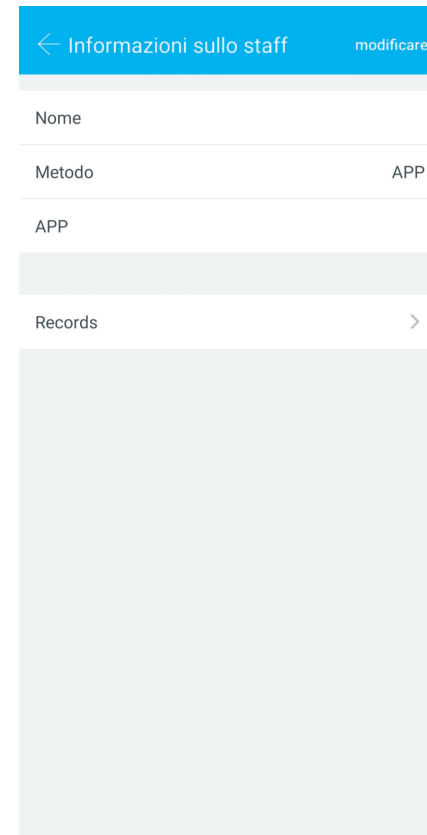 Informazioni sullo staff modificare
Nome
Metodo APP
APP
Records